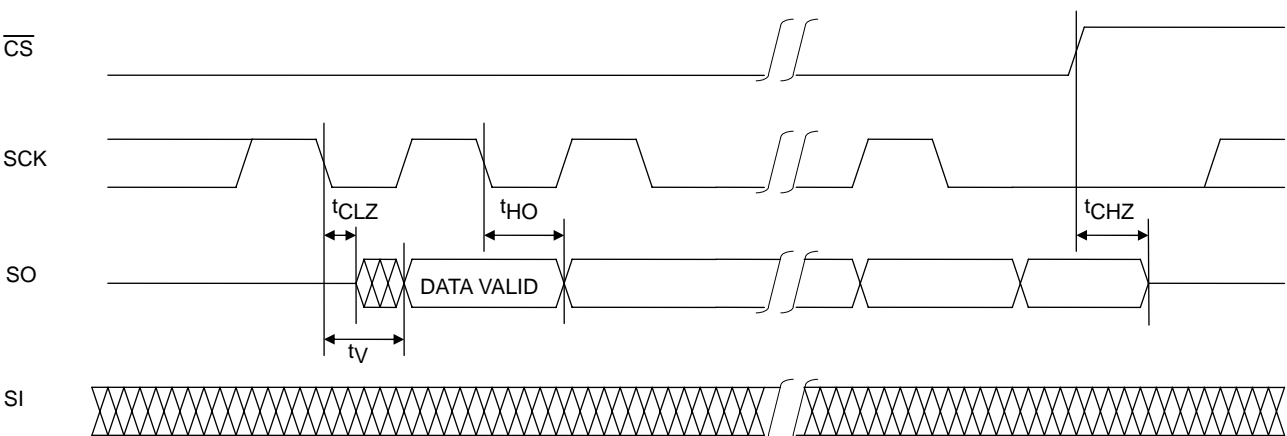 CS
SCK
tCLZ
tHO
tCHZ
SO
DATA VALID
tV
SI